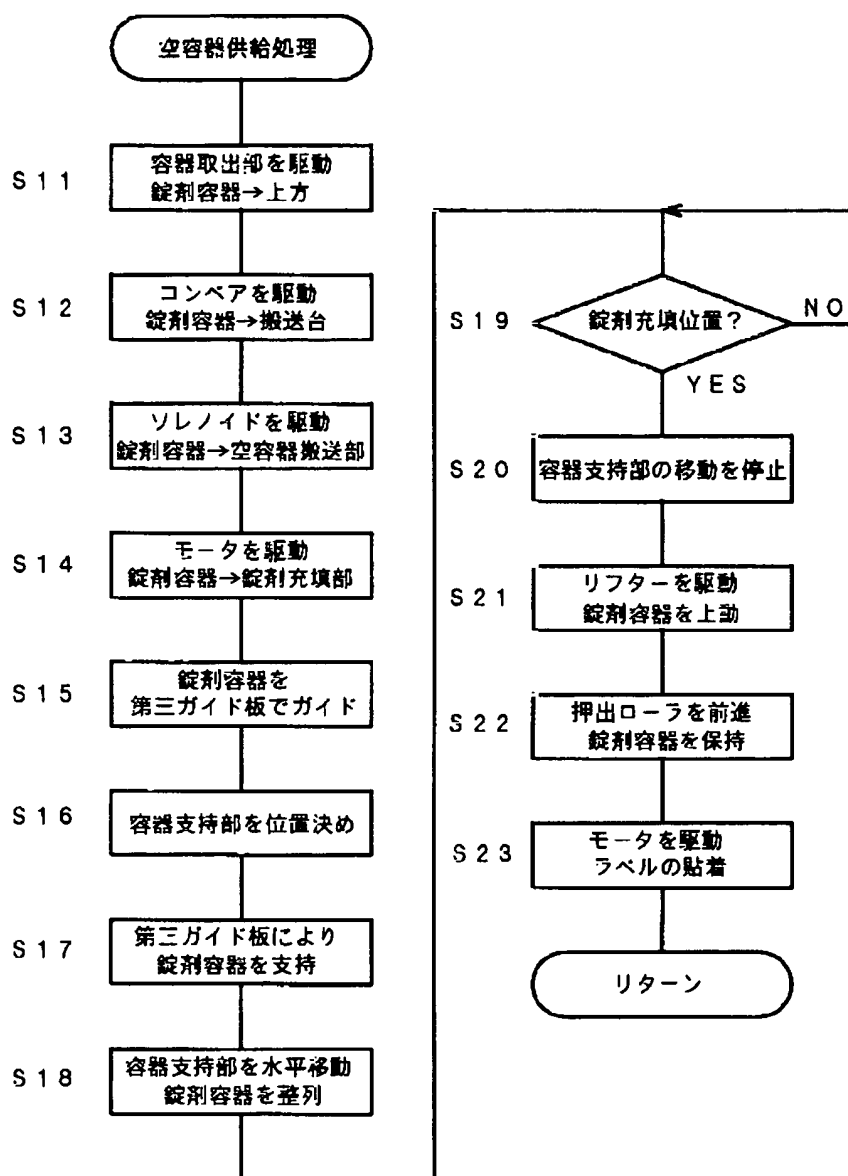 空容器供給処理
S11
容器取出部を駆動
錠剤容器→上方
S12
コンベアを駆動
錠剤容器→搬送台
S13
ソレノイドを駆動
錠剤容器→空容器搬送部
S14
モータを駆動
錠剤容器→錠剤充填部
S15
錠剤容器を
第三ガイド板でガイド
S16
容器支持部を位置決め
S17
第三ガイド板により
錠剤容器を支持
S18
容器支持部を水平移動
錠剤容器を整列
S19
錠剤充填位置?
NO
YES
S20
容器支持部の移動を停止
S21
リフターを駆動
錠剤容器を上動
S22
押出ローラを前進
錠剤容器を保持
S23
モータを駆動
ラベルの貼着
リターン